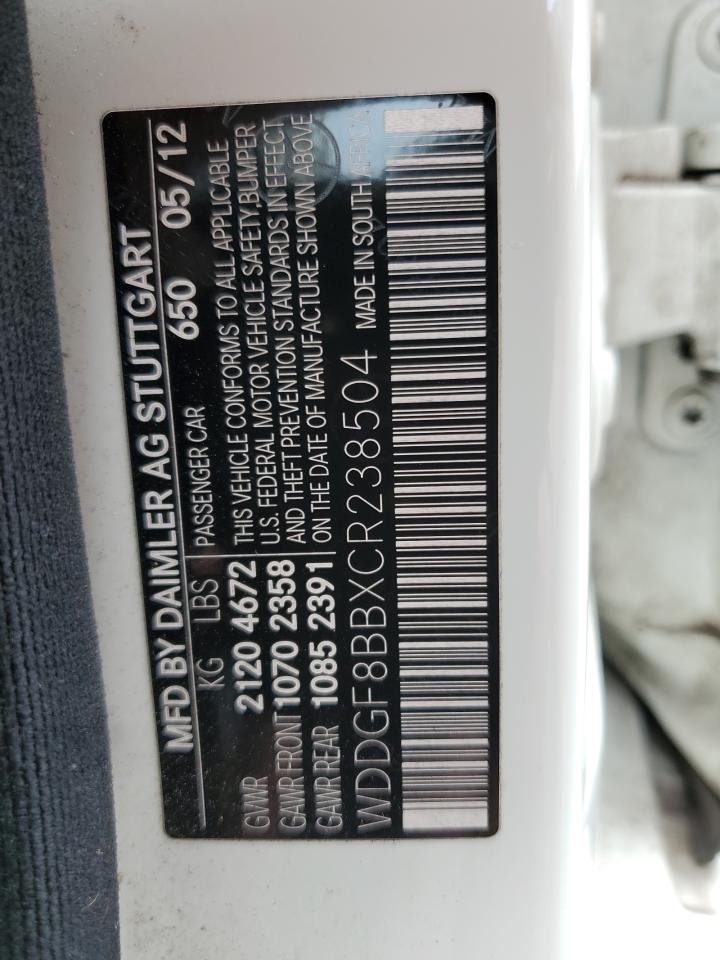 MFD BY DAIMLER AG STUTTGART
KG LBS PASSENGER CAR 650 05/12
GVWR 2120 4672 THIS VEHICLE CONFORMS TO ALL APPLICABLE
GAWR FRONT 1070 2358 U.S. FEDERAL MOTOR VEHICLE SAFETY, BUMPER
AND THEFT PREVENTION STANDARDS IN EFFECT
GAWR REAR 1085 2391 ON THE DATE OF MANUFACTURE SHOWN ABOVE
WDDGF8BBXCR238504 MADE IN SOUTH AFRICA